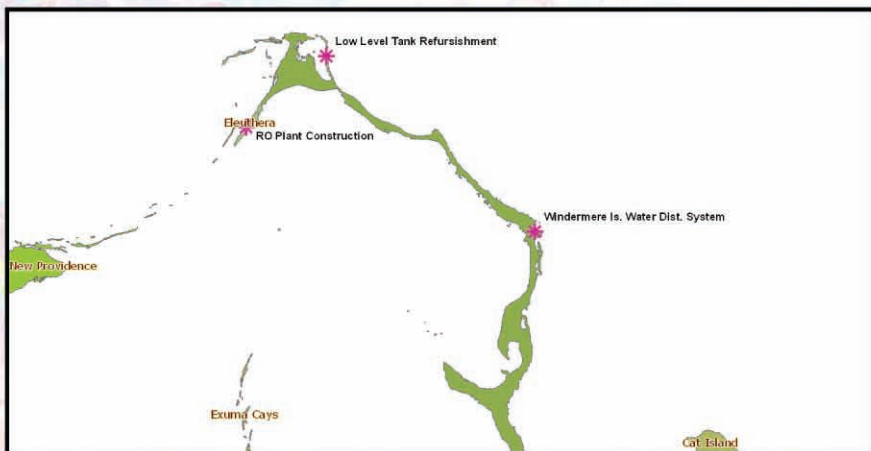 Low Level Tank Refursishment
Eleuthera
RO Plant Construction
Windermere Is. Water Dist. System
New Providence
Exuma Cays
Cat Island